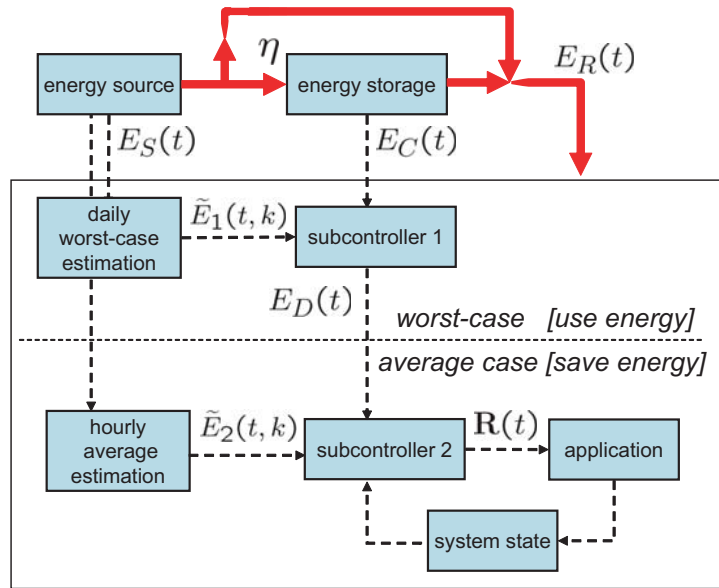 η
E_R(t)
energy source
energy storage
E_S(t)
E_C(t)
daily
worst-case
estimation
Ẽ_1(t, k)
subcontroller 1
E_D(t)
worst-case [use energy]
average case [save energy]
hourly
average
estimation
Ẽ_2(t, k)
subcontroller 2
R(t)
application
system state